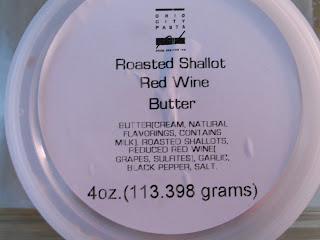 OHIO
CITY
PASTA
Roasted Shallot
Red Wine
Butter
BUTTER(CREAM, NATURAL
FLAVORINGS, CONTAINS
MILK), ROASTED SHALLOTS,
REDUCED RED WINE(
GRAPES, SULFITES), GARLIC,
BLACK PEPPER, SALT.
4oz.(113.398 grams)